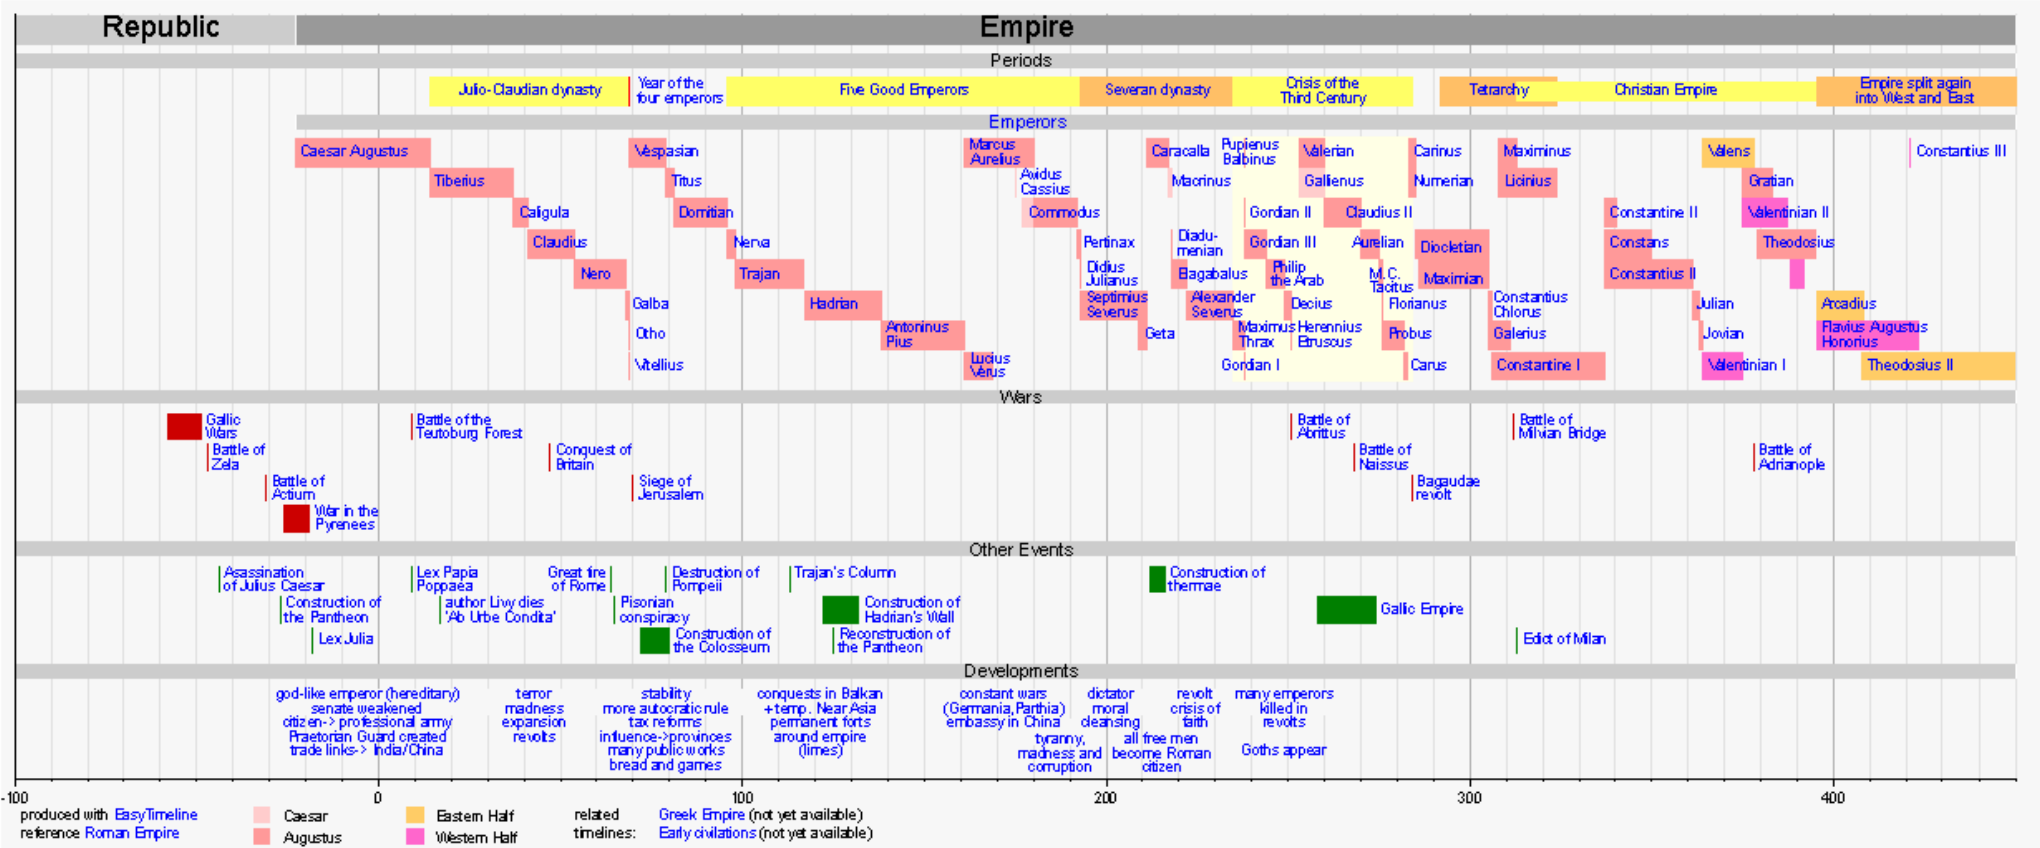 Republic
Empire
Periods
Julio-Claudian dynasty
Year of the
four emperors
Five Good Emperors
Severan dynasty
Crisis of the
Third Century
Tetrarchy
Christian Empire
Empire split again
into West and East
Emperors
Caesar Augustus
Vespasian
Marcus
Aurelius
Caracalla
Pupienus
Balbinus
Valerian
Carinus
Maximinus
Valens
Constantius III
Tiberius
Titus
Avidus
Cassius
Macrinus
Gallienus
Numerian
Licinius
Gratian
Caligula
Domitian
Commodus
Gordian II
Claudius II
Constantine II
Valentinian II
Claudius
Nerva
Pertinax
Diadu-
menian
Gordian III
Aurelian
Diocletian
Constans
Theodosius
Nero
Trajan
Didius
Julianus
Elagabalus
Philip
the Arab
M.C.
Tacitus
Maximian
Constantius II
Galba
Hadrian
Septimius
Severus
Alexander
Severus
Decius
Florianus
Constantius
Chlorus
Julian
Arcadius
Otho
Antoninus
Pius
Geta
Maximus
Thrax
Herennius
Etruscus
Probus
Galerius
Jovian
Flavius Augustus
Honorius
Vitellius
Lucius
Verus
Gordian I
Carus
Constantine I
Valentinian I
Theodosius II
Wars
Gallic
Wars
Battle of the
Teutoburg Forest
Battle of
Abrittus
Battle of
Milvian Bridge
Battle of
Zela
Conquest of
Britain
Battle of
Naissus
Battle of
Adrianople
Battle of
Actium
Siege of
Jerusalem
Bagaudae
revolt
War in the
Pyrenees
Other Events
Asassination
of Julius Caesar
Lex Papia
Poppaea
Great fire
of Rome
Destruction of
Pompeii
Trajan's Column
Construction of
thermae
Construction of
the Pantheon
author Livy dies
'Ab Urbe Condita'
Pisonian
conspiracy
Construction of
Hadrian's Wall
Gallic Empire
Lex Julia
Construction of
the Colosseum
Reconstruction of
the Pantheon
Edict of Milan
Developments
god-like emperor (hereditary)
senate weakened
citizen-> professional army
Praetorian Guard created
trade links-> India/China
terror
madness
expansion
revolts
stability
more autocratic rule
tax reforms
influence->provinces
many public works
bread and games
conquests in Balkan
+temp. Near Asia
permanent forts
around empire
(limes)
constant wars
(Germania,Parthia)
embassy in China
tyranny,
madness and
corruption
dictator
moral
cleansing
all free men
become Roman
citizen
revolt
crisis of
faith
many emperors
killed in
revolts
Goths appear
-100 0 100 200 300 400
produced with EasyTimeline
reference Roman Empire
Caesar
Augustus
Eastern Half
Western Half
related
timelines:
Greek Empire (not yet available)
Early civilations (not yet available)